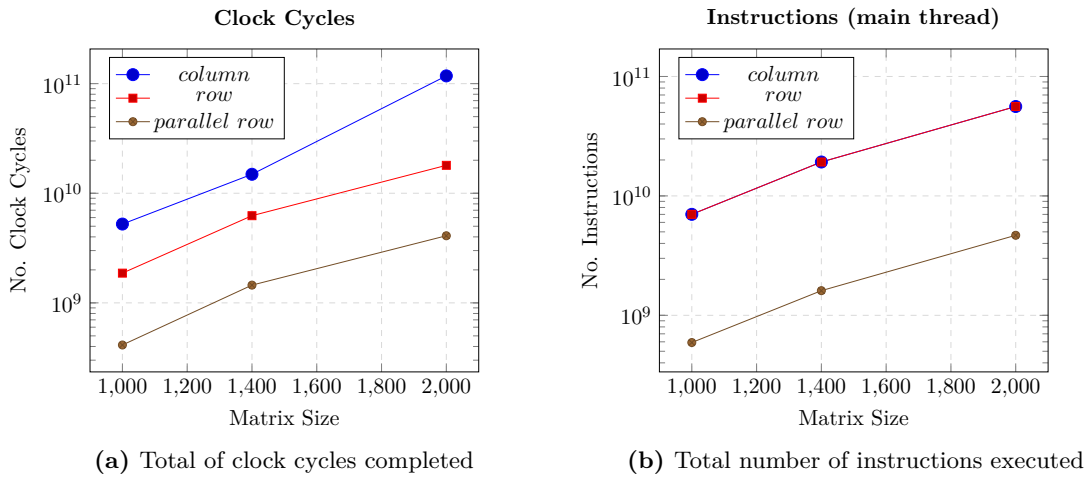 Clock Cycles
10^11
10^10
10^9
No. Clock Cycles
column
row
parallel row
1,000 1,200 1,400 1,600 1,800 2,000
Matrix Size
(a) Total of clock cycles completed
Instructions (main thread)
10^11
10^10
10^9
No. Instructions
column
row
parallel row
1,000 1,200 1,400 1,600 1,800 2,000
Matrix Size
(b) Total number of instructions executed